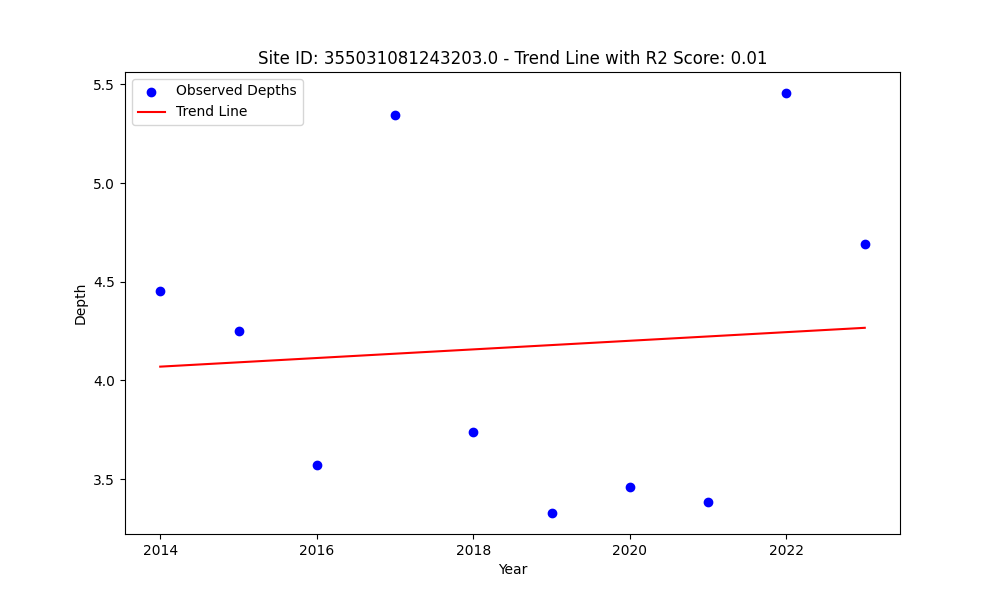 Site ID: 355031081243203.0 - Trend Line with R2 Score: 0.01
Observed Depths
Trend Line
5.5
5.0
4.5
4.0
3.5
Depth
2014
2016
2018
2020
2022
Year